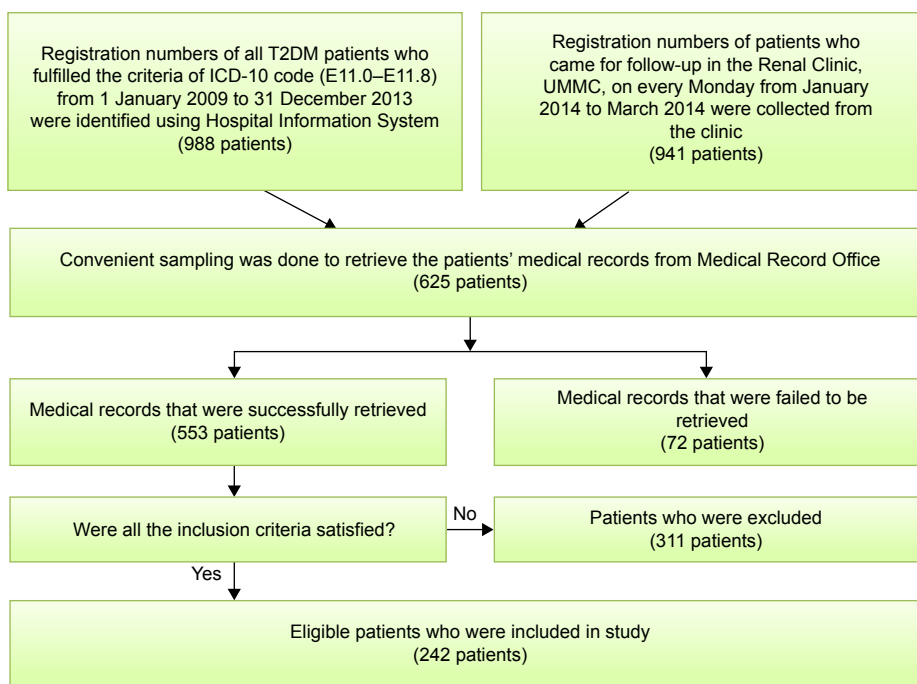 Registration numbers of all T2DM patients who
fulfilled the criteria of ICD-10 code (E11.0–E11.8)
from 1 January 2009 to 31 December 2013
were identified using Hospital Information System
(988 patients)
Registration numbers of patients who
came for follow-up in the Renal Clinic,
UMMC, on every Monday from January
2014 to March 2014 were collected from
the clinic
(941 patients)
Convenient sampling was done to retrieve the patients’ medical records from Medical Record Office
(625 patients)
Medical records that were successfully retrieved
(553 patients)
Medical records that were failed to be
retrieved
(72 patients)
Were all the inclusion criteria satisfied?
No
Patients who were excluded
(311 patients)
Yes
Eligible patients who were included in study
(242 patients)